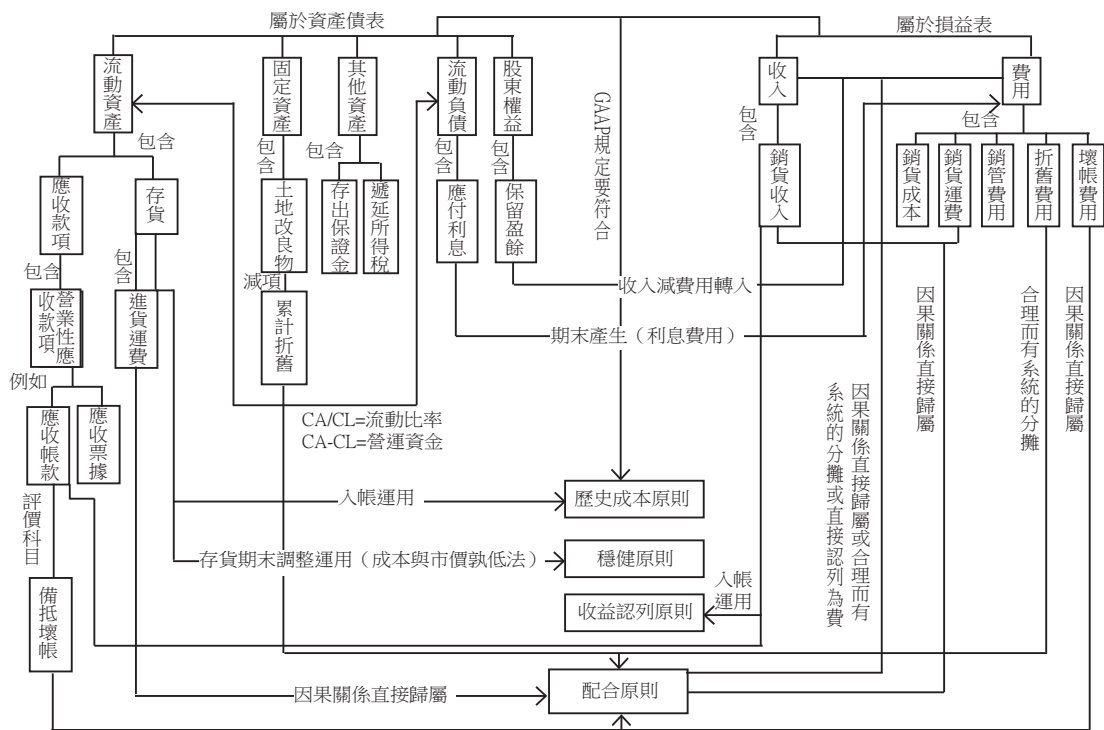 屬於資產債表
屬於損益表
流動資產
固定資產
其他資產
流動負債
股東權益
收入
費用
GAAP規定要符合
包含
包含
包含
包含
包含
包含
包含
應收款項
存貨
土地改良物
存出保證金
遞延所得稅
應付利息
保留盈餘
銷貨收入
銷貨成本
銷貨運費
銷管費用
折舊費用
壞帳費用
包含
包含
減項
營業性應
收款項
進貨運費
累計折舊
收入減費用轉入
期末產生（利息費用）
因果關係直接歸屬
合理而有系統的分攤
因果關係直接歸屬
例如
應收帳款
應收票據
CA/CL=流動比率
CA-CL=營運資金
因果關係直接歸屬或合理而有
系統的分攤或直接認列為費
評價科目
入帳運用
歷史成本原則
存貨期末調整運用（成本與市價孰低法）
穩健原則
備抵壞帳
收益認列原則
入帳
運用
因果關係直接歸屬
配合原則